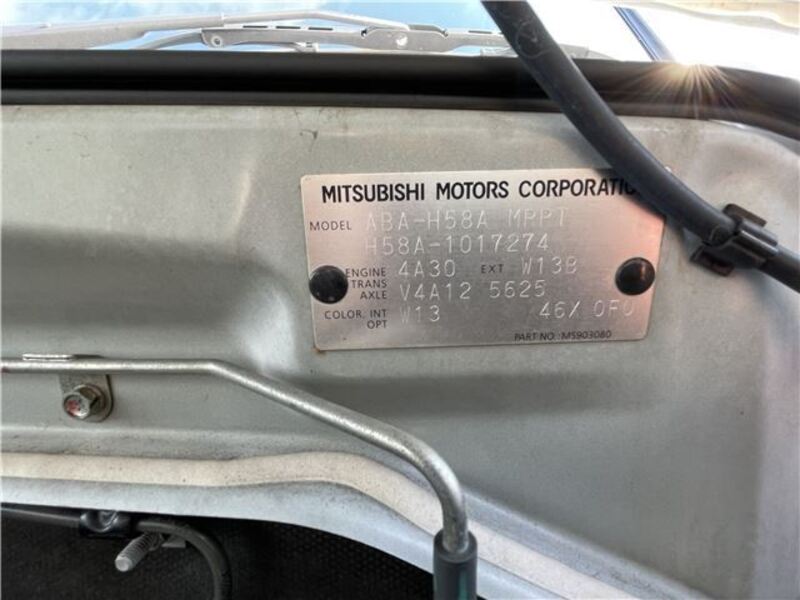 MITSUBISHI MOTORS CORPORATIO
MODEL ABA-H58A MPPT
H58A-1017274
ENGINE 4A30 EXT W13B
TRANS AXLE V4A12 5625
COLOR, INT OPT W13 46X 0F0
PART NO. MS903080